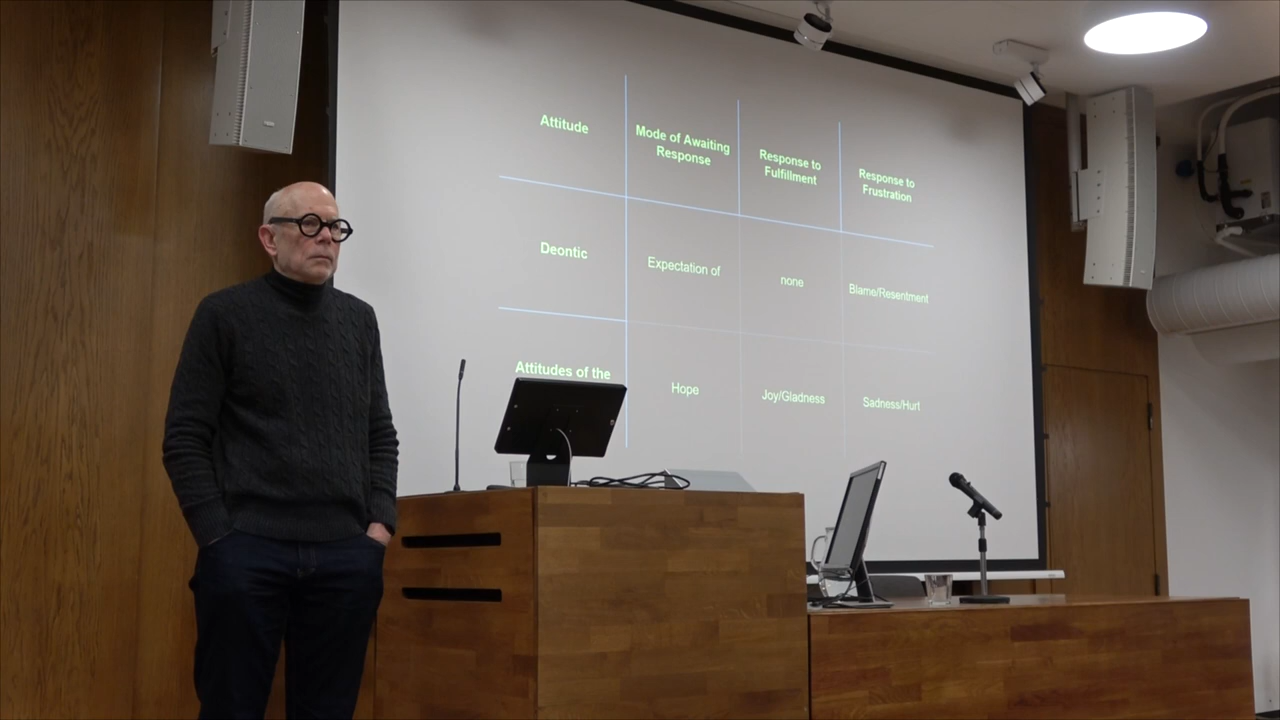 Attitude
Mode of Awaiting
Response
Response to
Fulfillment
Response to
Frustration
Deontic
Expectation of
none
Blame/Resentment
Attitudes of the
Hope
Joy/Gladness
Sadness/Hurt